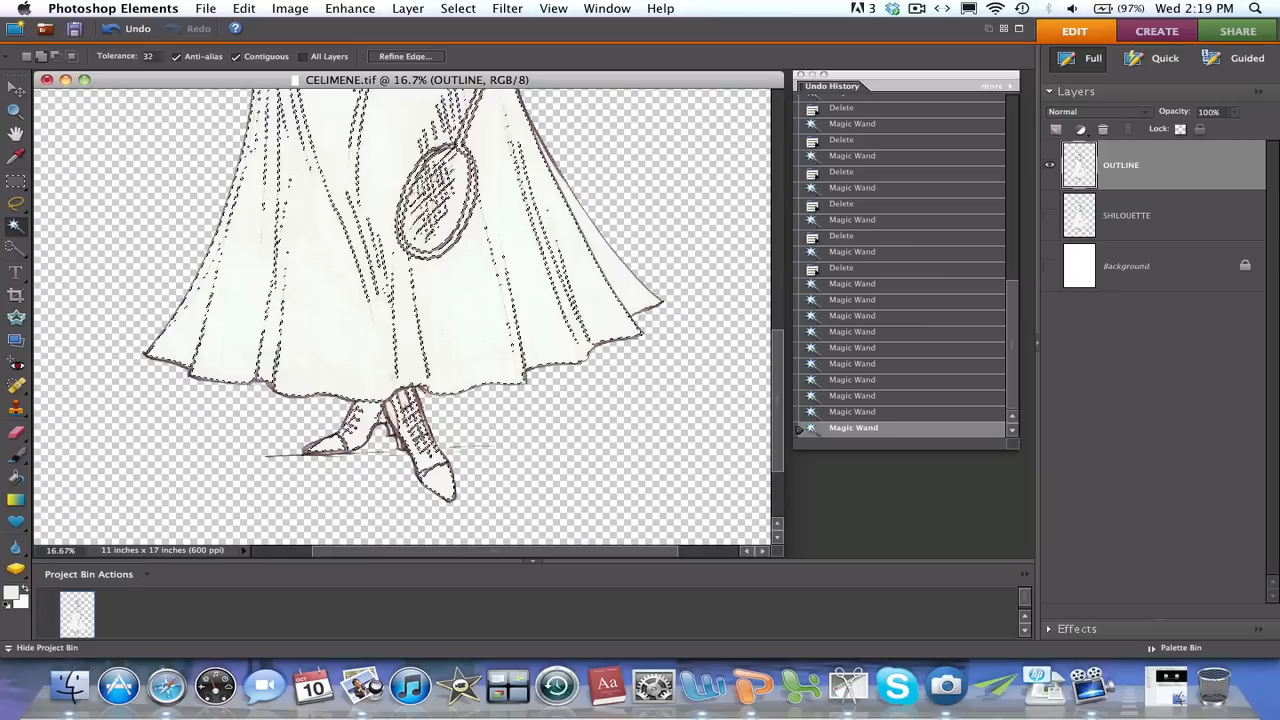 Photoshop Elements File Edit Image Enhance Layer Select Filter View Window Help 3 (97%) Wed 2:19 PM
Undo Redo EDIT CREATE SHARE
Tolerance: 32 Anti-alias Contiguous All Layers Refine Edge... Full Quick Guided
CELIMENE.tif @ 16.7% (OUTLINE, RGB/8)
Undo History more
Layers
Normal Opacity: 100%
Lock:
Delete
Magic Wand
Delete
Magic Wand
Delete
Magic Wand
Delete
Magic Wand
Delete
Magic Wand
Delete
Magic Wand
Magic Wand
Magic Wand
Magic Wand
Magic Wand
Magic Wand
Magic Wand
Magic Wand
Magic Wand
Magic Wand
OUTLINE
SHILOUETTE
Background
16.67% 11 inches x 17 inches (600 ppi)
Project Bin Actions
Effects
Hide Project Bin
Palette Bin
OCT
10
Aa